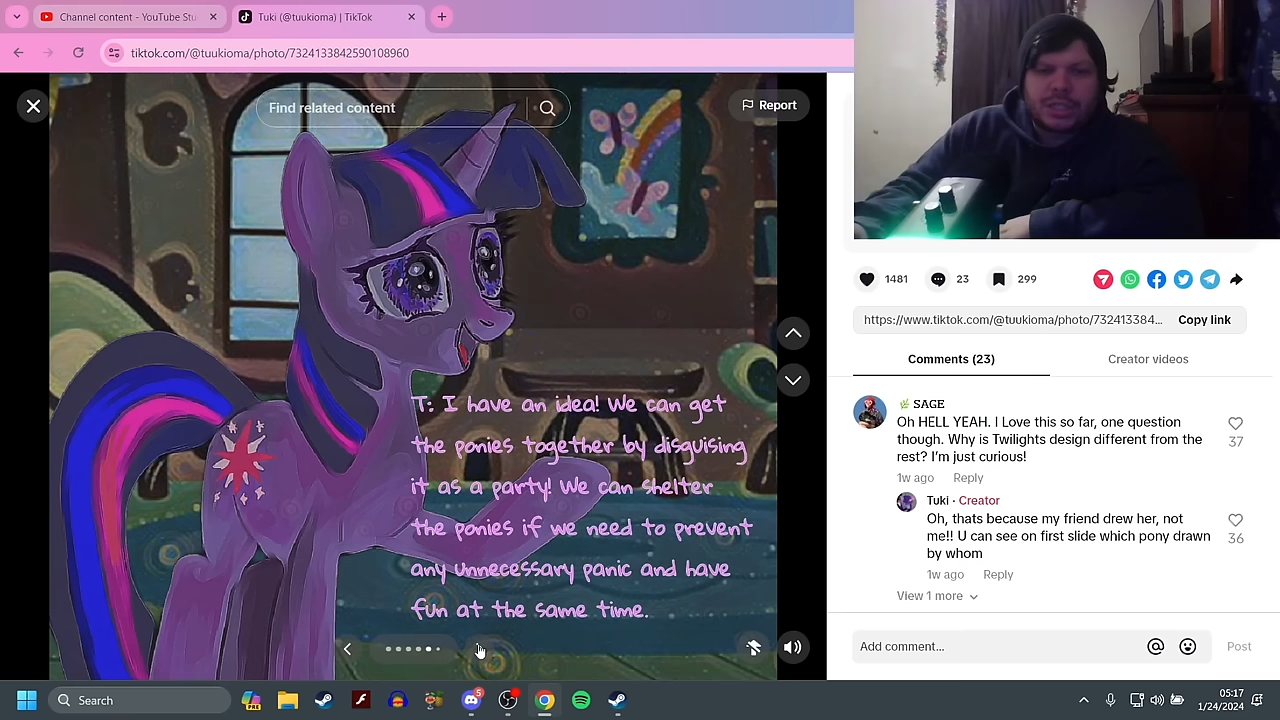 Channel content - YouTube Stu
Tuki (@tuukioma) | TikTok
tiktok.com/@tuukioma/photo/7324133842590108960
Find related content
Report
T: I have an idea! We can get
the ponies together by disguising
it as a party! We can shelter
the ponies if we need to prevent
any unnecessary panic and have
fun at the same time.
1481
23
299
https://www.tiktok.com/@tuukioma/photo/732413384...
Copy link
Comments (23)
Creator videos
SAGE
Oh HELL YEAH. I Love this so far, one question
though. Why is Twilights design different from the
rest? I'm just curious!
37
1w ago
Reply
Tuki · Creator
Oh, thats because my friend drew her, not
me!! U can see on first slide which pony drawn
by whom
36
1w ago
Reply
View 1 more
Add comment...
Post
Search
PRE
5
05:17
1/24/2024